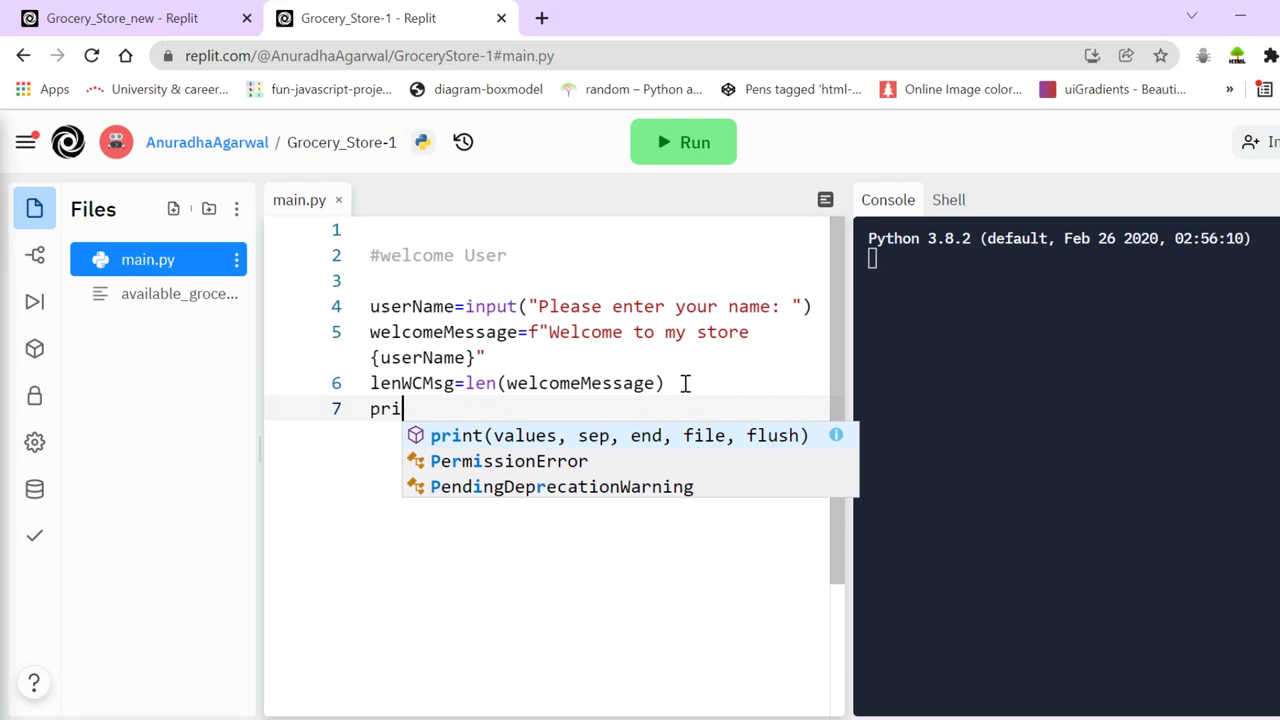 Grocery_Store_new - Replit
Grocery_Store-1 - Replit
replit.com/@AnuradhaAgarwal/GroceryStore-1#main.py
Apps
University & career...
fun-javascript-proje...
diagram-boxmodel
random – Python a...
Pens tagged 'html-...
Online Image color...
uiGradients - Beauti...
»
AnuradhaAgarwal / Grocery_Store-1
Run
In
Files
main.py
available_groce...
main.py
Console
Shell
1
2 #welcome User
3
4 userName=input("Please enter your name: ")
5 welcomeMessage=f"Welcome to my store
{userName}"
6 lenWCMsg=len(welcomeMessage)
7 pri
print(values, sep, end, file, flush)
PermissionError
PendingDeprecationWarning
Python 3.8.2 (default, Feb 26 2020, 02:56:10)
?